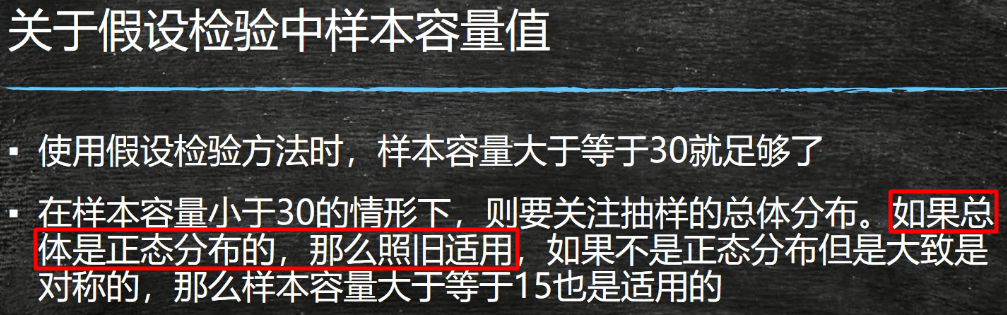 关于假设检验中样本容量值
▪ 使用假设检验方法时，样本容量大于等于30就足够了
▪ 在样本容量小于30的情形下，则要关注抽样的总体分布。如果总
体是正态分布的，那么照旧适用，如果不是正态分布但是大致是
对称的，那么样本容量大于等于15也是适用的